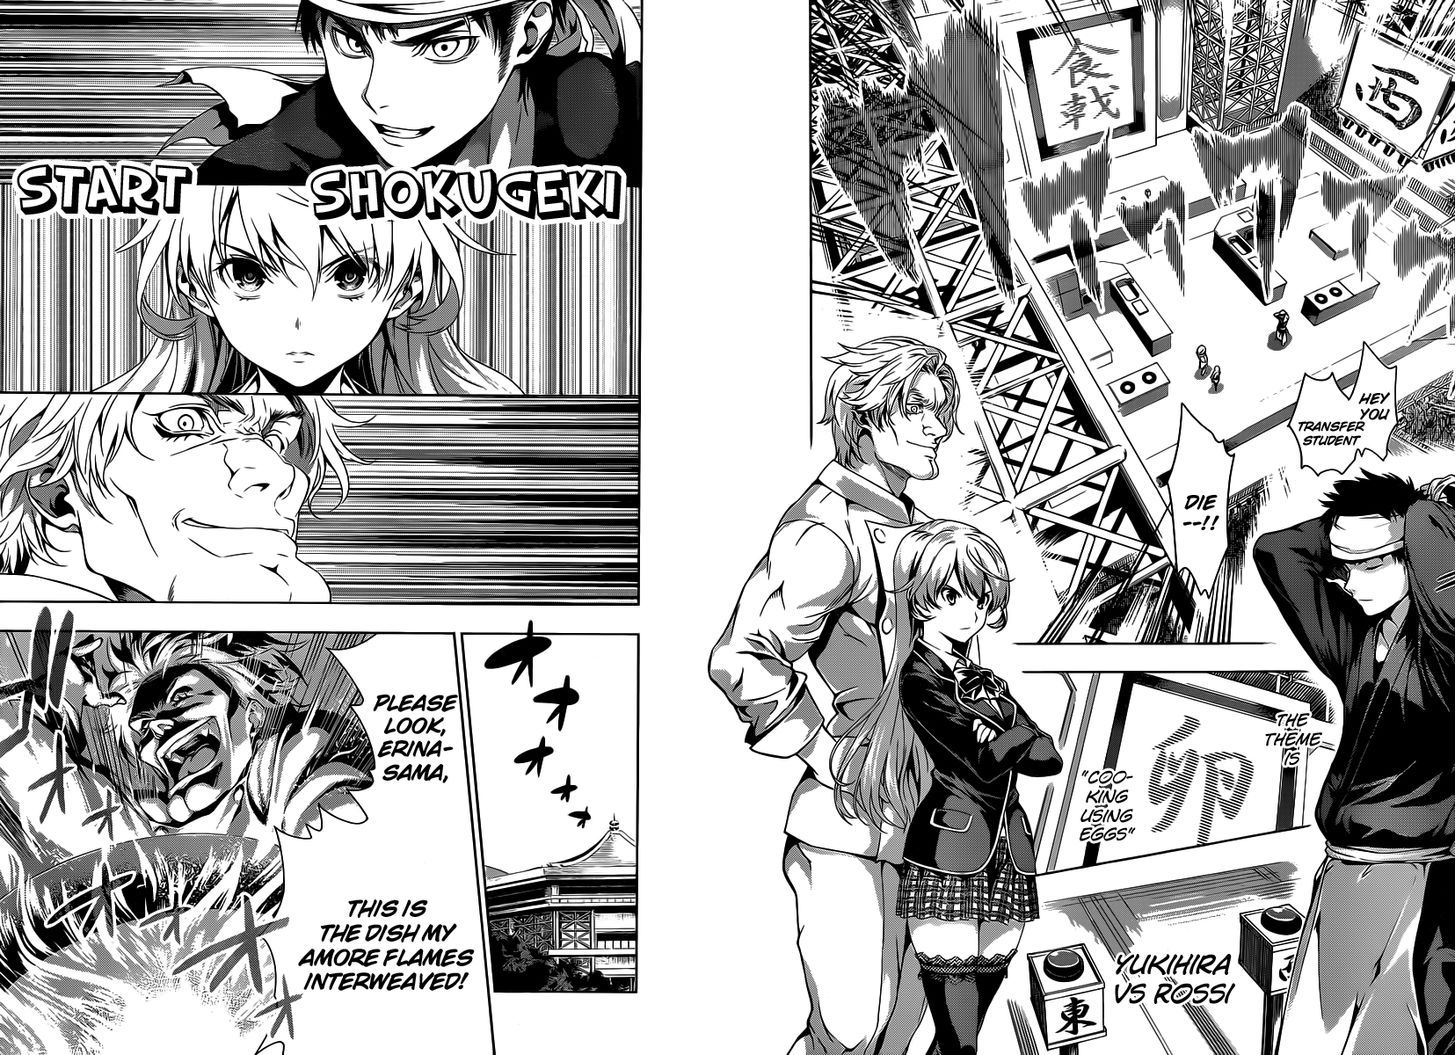 食
戟
西
HEY
YOU
TRANSFER
STUDENT
DIE
--!!
THE
THEME
IS
卵
"COO-
KING
USING
EGGS"
YUKIHIRA
VS ROSSI
東
START SHOKUGEKI
オ
オ
オ
オ
オ
PLEASE
LOOK,
ERINA-
SAMA,
THIS IS
THE DISH MY
AMORE FLAMES
INTERWEAVED!